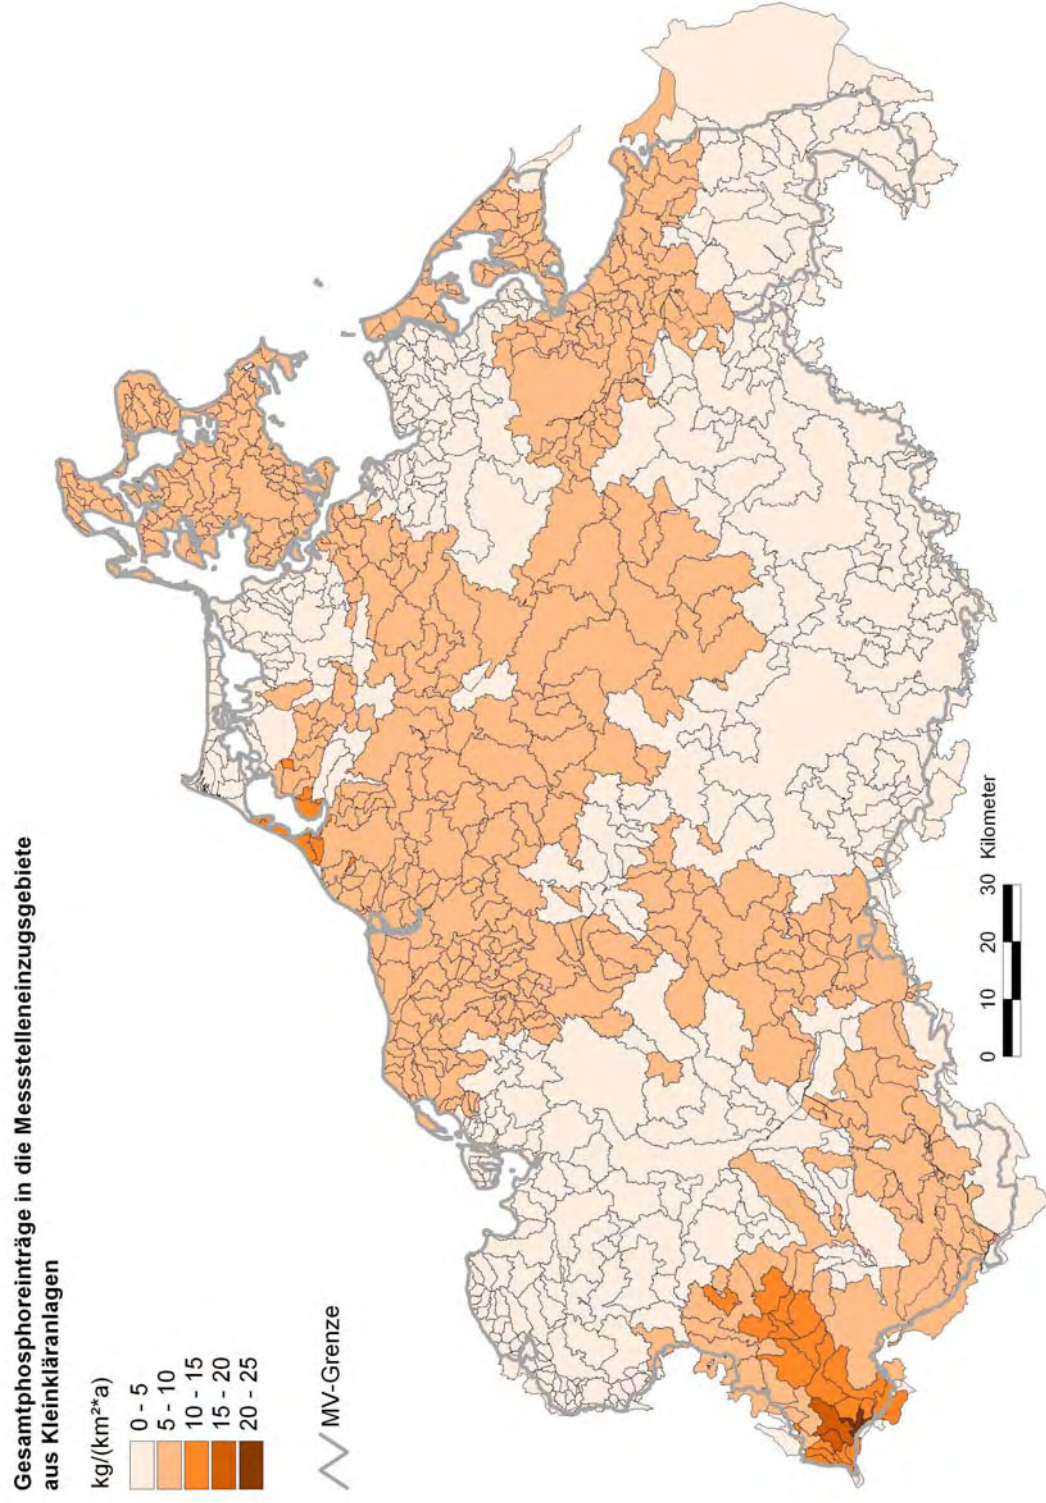 Gesamtphosphoreinträge in die Messstelleneinzugsgebiete
aus Kleinkläranlagen
kg/(km²*a)
0 - 5
5 - 10
10 - 15
15 - 20
20 - 25
MV-Grenze
0 10 20 30 Kilometer